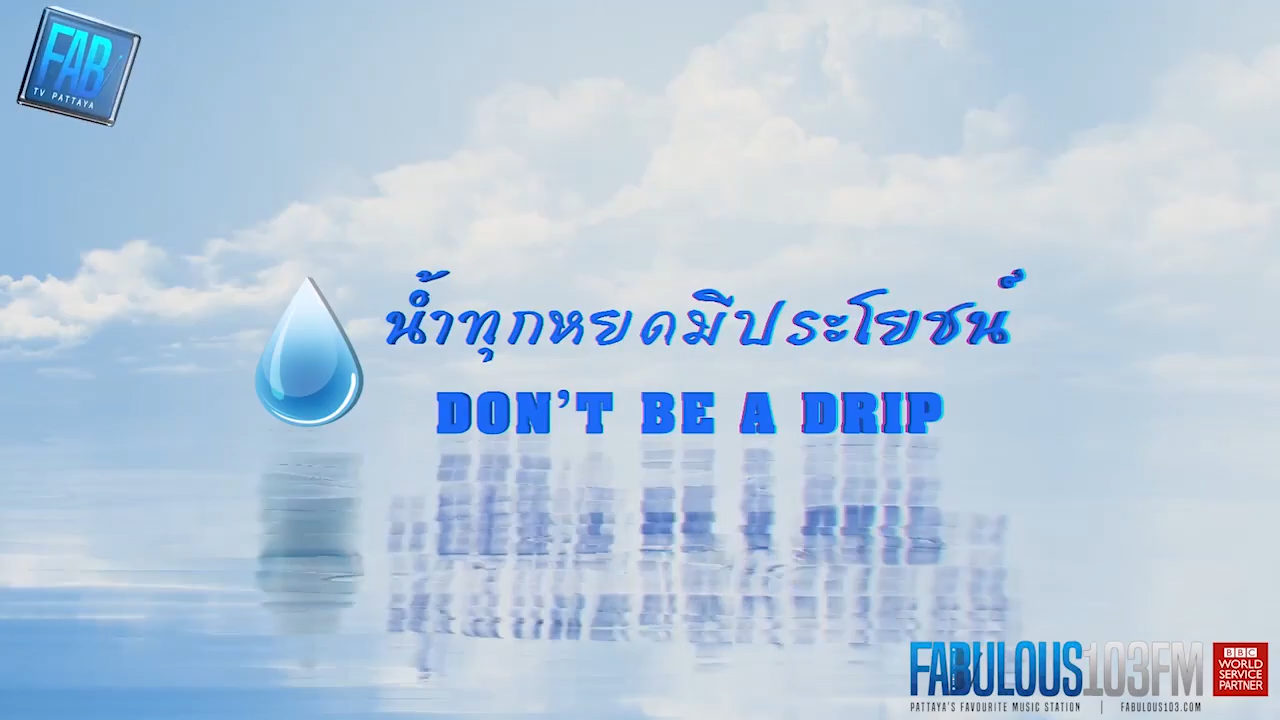 FAB
TV PATTAYA
น้ำทุกหยดมีประโยชน์
DON'T BE A DRIP
FABULOUS103FM
PATTAYA'S FAVOURITE MUSIC STATION | FABULOUS103.COM
BBC
WORLD
SERVICE
PARTNER